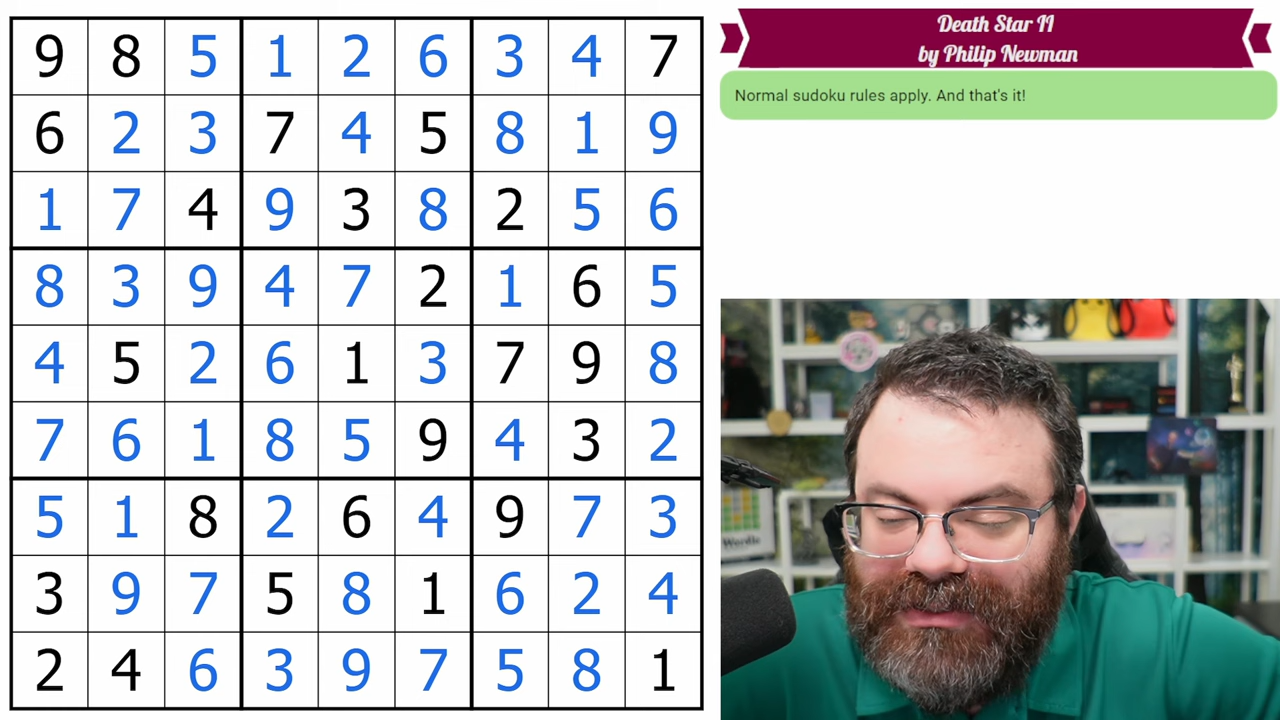 Death Star II
by Philip Newman
Normal sudoku rules apply. And that's it!
9 8 5 1 2 6 3 4 7
6 2 3 7 4 5 8 1 9
1 7 4 9 3 8 2 5 6
8 3 9 4 7 2 1 6 5
4 5 2 6 1 3 7 9 8
7 6 1 8 5 9 4 3 2
5 1 8 2 6 4 9 7 3
3 9 7 5 8 1 6 2 4
2 4 6 3 9 7 5 8 1
Wordle